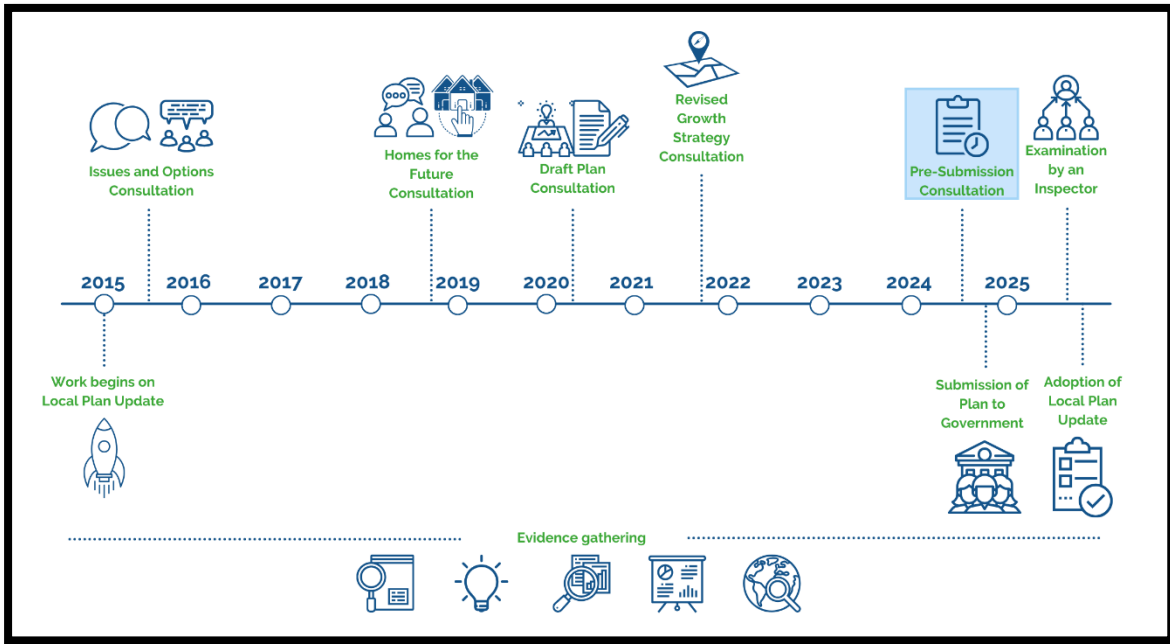 Issues and Options
Consultation
Homes for the
Future
Consultation
Draft Plan
Consultation
Revised
Growth
Strategy
Consultation
Pre-Submission
Consultation
Examination
by an
Inspector
2015
2016
2017
2018
2019
2020
2021
2022
2023
2024
2025
Work begins on
Local Plan Update
Submission of
Plan to
Government
Adoption of
Local Plan
Update
Evidence gathering